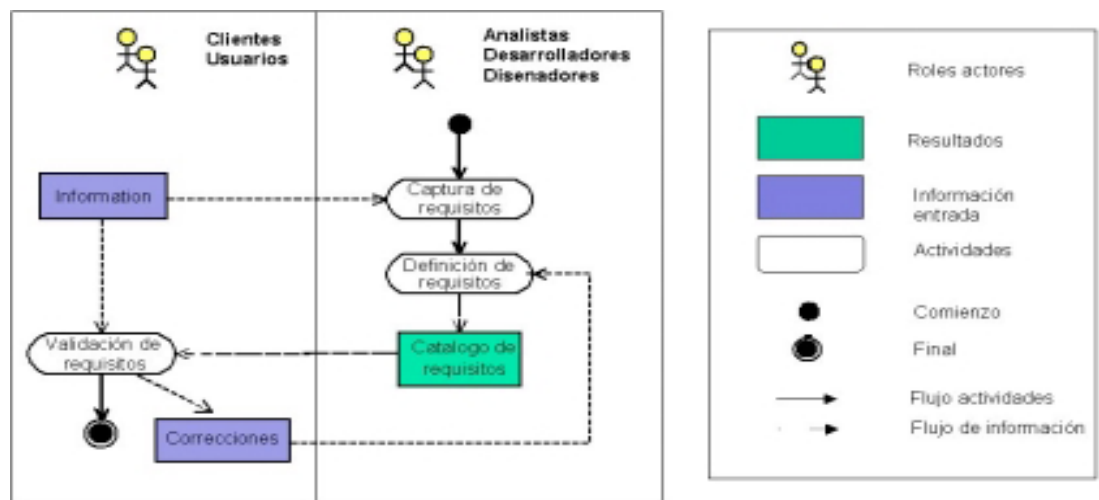 Clientes
Usuarios
Analistas
Desarrolladores
Disenadores
Information
Captura de
requisitos
Definición de
requisitos
Validación de
requisitos
Catalogo de
requisitos
Correcciones
Roles actores
Resultados
Información
entrada
Actividades
Comienzo
Final
Flujo actividades
Flujo de información